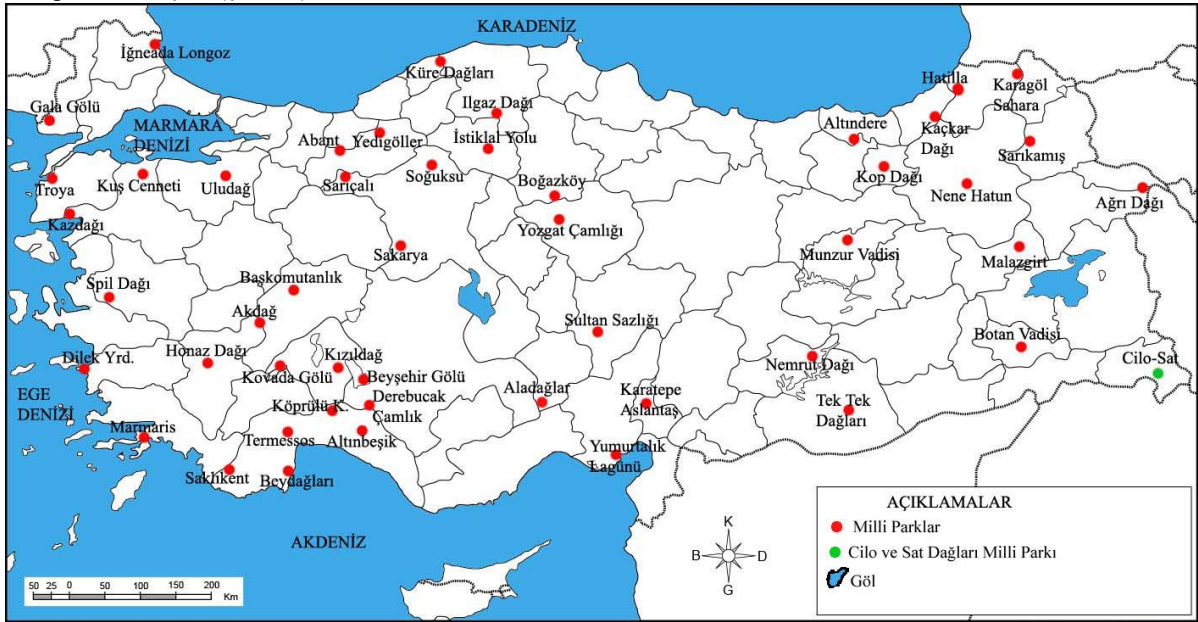 KARADENİZ
İğneada Longoz
Küre Dağları
Hatilla
Karagöl
Sahara
Gala Gölü
Ilgaz Dağı
MARMARA
DENİZİ
Abant
Yedigöller
İstiklal Yolu
Altındere
Kaçkar
Dağı
Sarıkamış
Troya
Kuş Cenneti
Uludağ
Sarıçalı
Soğuksu
Boğazköy
Kop Dağı
Nene Hatun
Ağrı Dağı
Kazdağı
Yozgat Çamlığı
Sakarya
Munzur Vadisi
Malazgirt
Spil Dağı
Başkomutanlık
Akdağ
Sultan Sazlığı
Botan Vadisi
Dilek Yrd.
Honaz Dağı
Kızıldağ
Kovada Gölü
Beyşehir Gölü
Nemrut Dağı
Cilo-Sat
EGE
DENİZİ
Köprülü K.
Derebucak
Çamlık
Aladağlar
Karatepe
Aslantaş
Tek Tek
Dağları
Marmaris
Termessos
Altınbeşik
Yumurtalık
Lagünü
Saklıkent
Beydağları
AKDENİZ
K
B
D
G
AÇIKLAMALAR
Milli Parklar
Cilo ve Sat Dağları Milli Parkı
Göl
50 25 0 50 100 150 200
Km